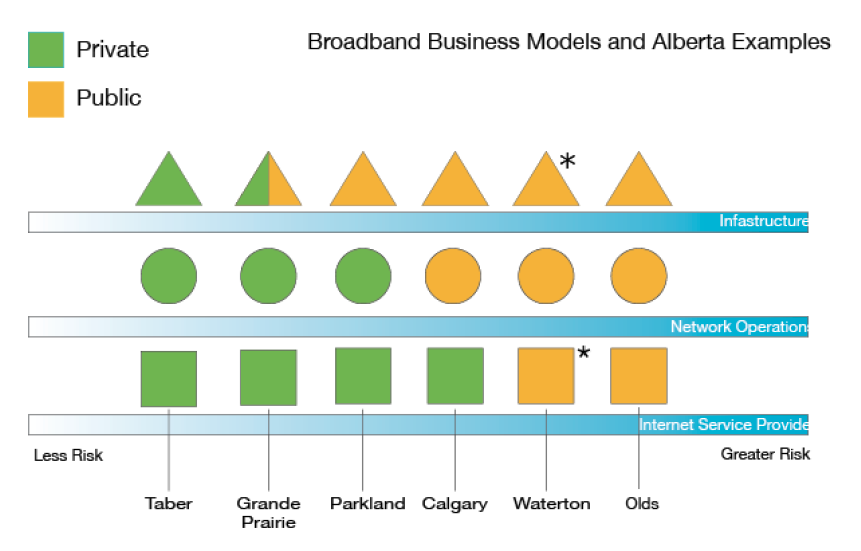 Private
Broadband Business Models and Alberta Examples
Public
*
Infastructure
Network Operations
*
Internet Service Provide
Less Risk
Greater Risk
Taber
Grande
Prairie
Parkland
Calgary
Waterton
Olds